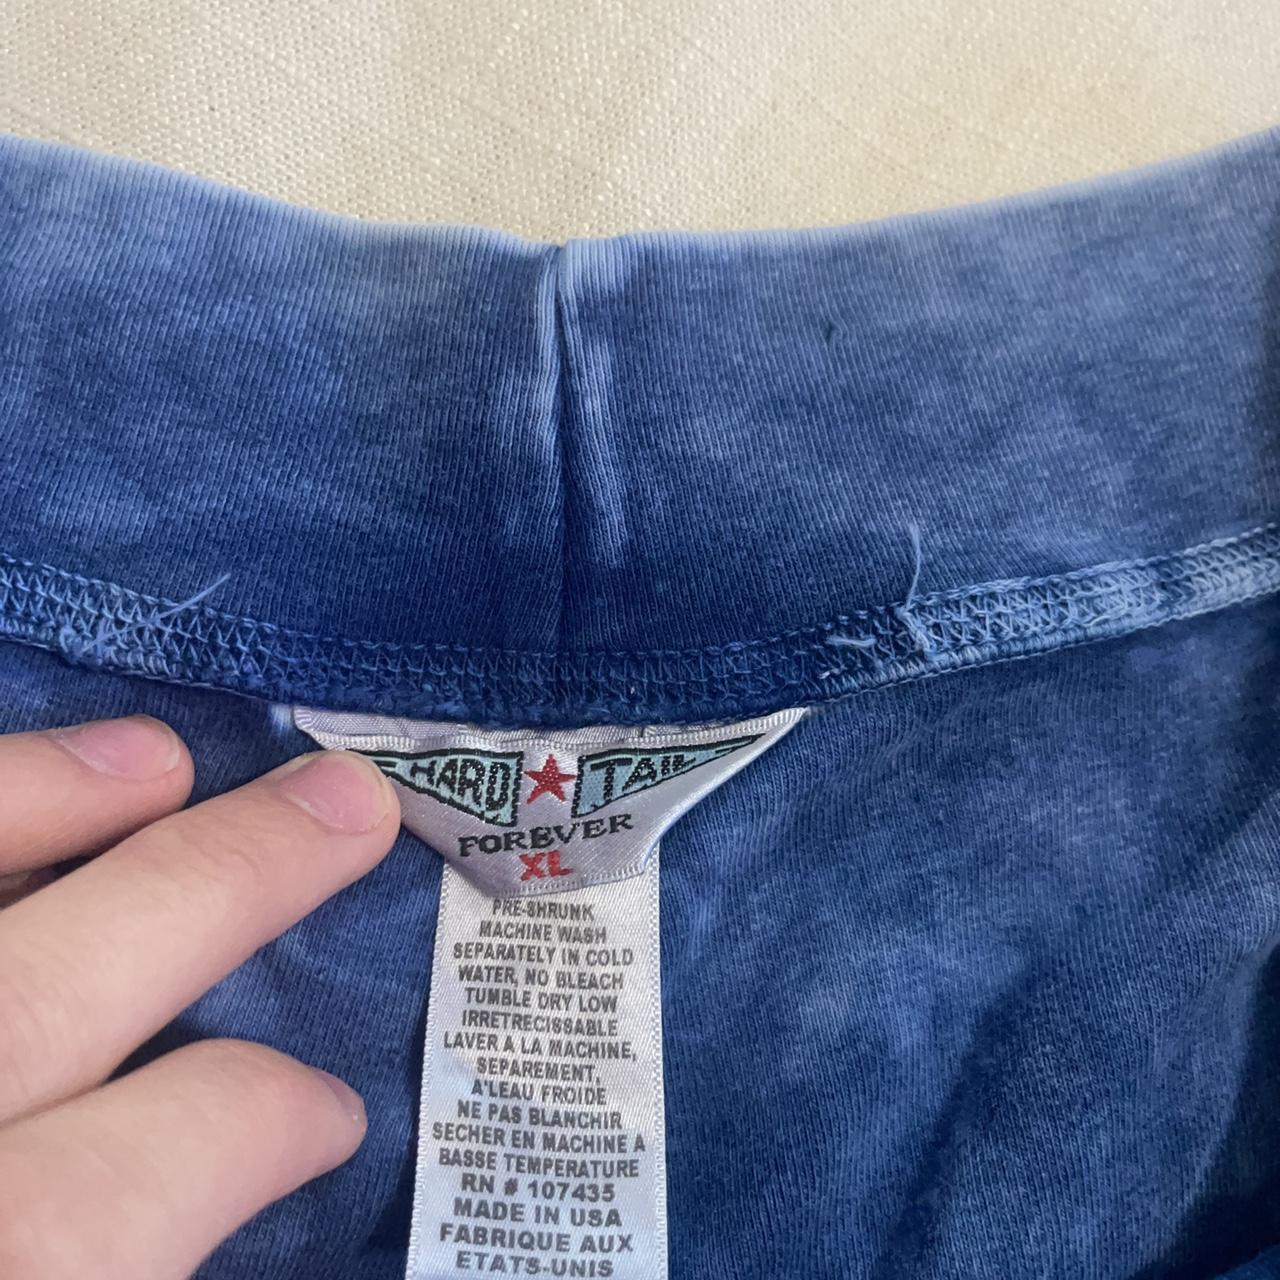 HARD ★ TAIL
FOREVER
XL
PRE-SHRUNK
MACHINE WASH
SEPARATELY IN COLD
WATER, NO BLEACH
TUMBLE DRY LOW
IRRETRECISSABLE
LAVER A LA MACHINE,
SEPAREMENT,
A'LEAU FROIDE
NE PAS BLANCHIR
SECHER EN MACHINE A
BASSE TEMPERATURE
RN # 107435
MADE IN USA
FABRIQUE AUX
ETATS-UNIS